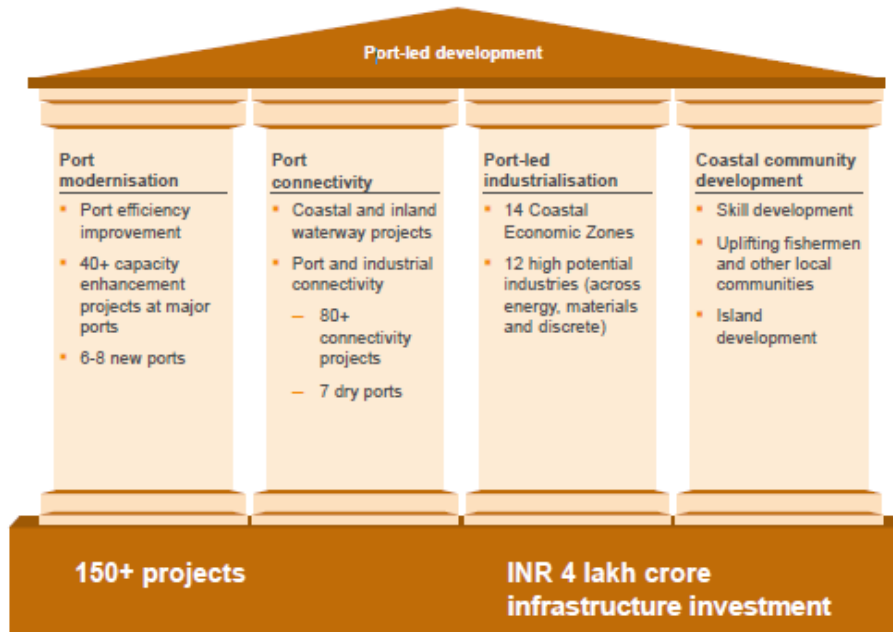 Port-led development
Port
modernisation
▪ Port efficiency
improvement
▪ 40+ capacity
enhancement
projects at major
ports
▪ 6-8 new ports
Port
connectivity
▪ Coastal and inland
waterway projects
▪ Port and industrial
connectivity
– 80+
connectivity
projects
– 7 dry ports
Port-led
industrialisation
▪ 14 Coastal
Economic Zones
▪ 12 high potential
industries (across
energy, materials
and discrete)
Coastal community
development
▪ Skill development
▪ Uplifting fishermen
and other local
communities
▪ Island
development
150+ projects
INR 4 lakh crore
infrastructure investment